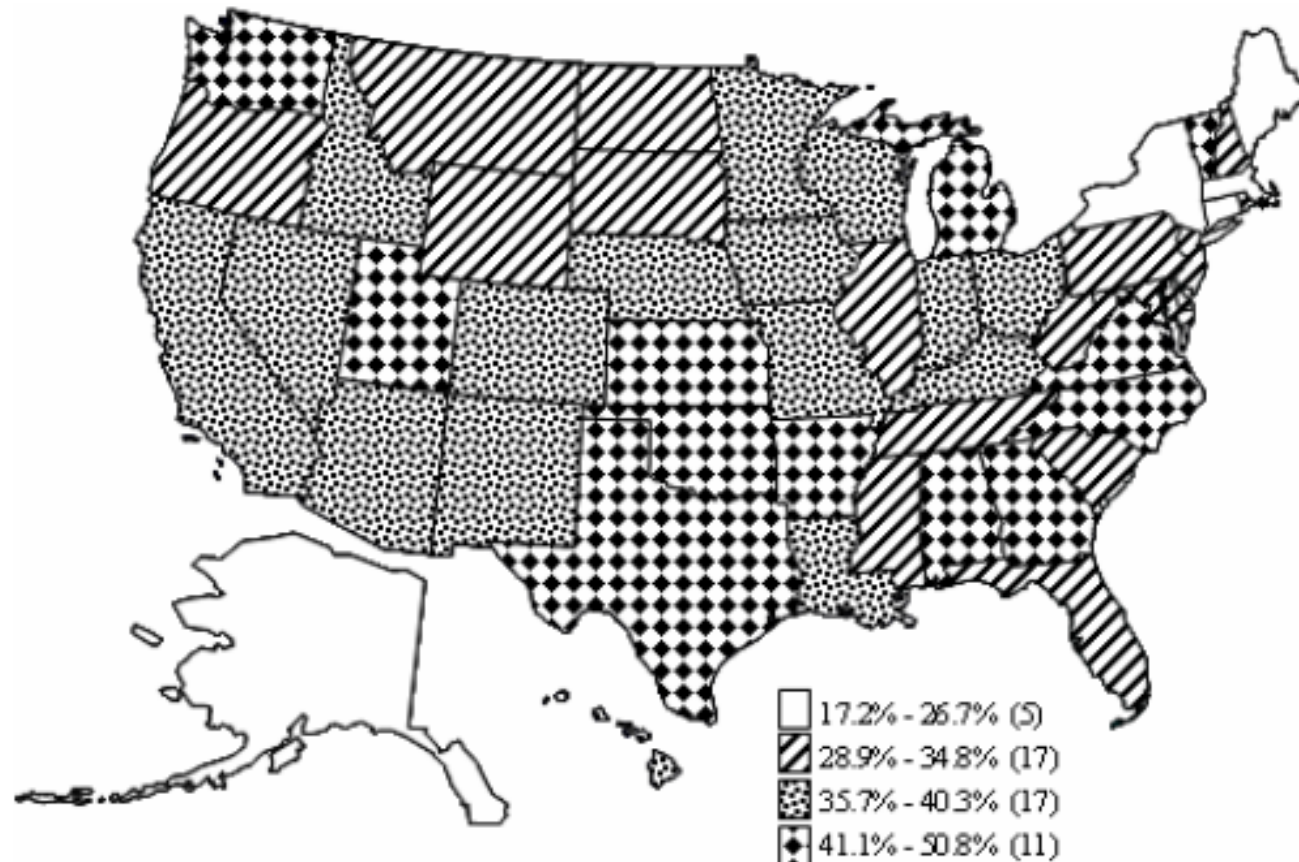 17.2% - 26.7% (5)
28.9% - 34.8% (17)
35.7% - 40.3% (17)
41.1% - 50.8% (11)